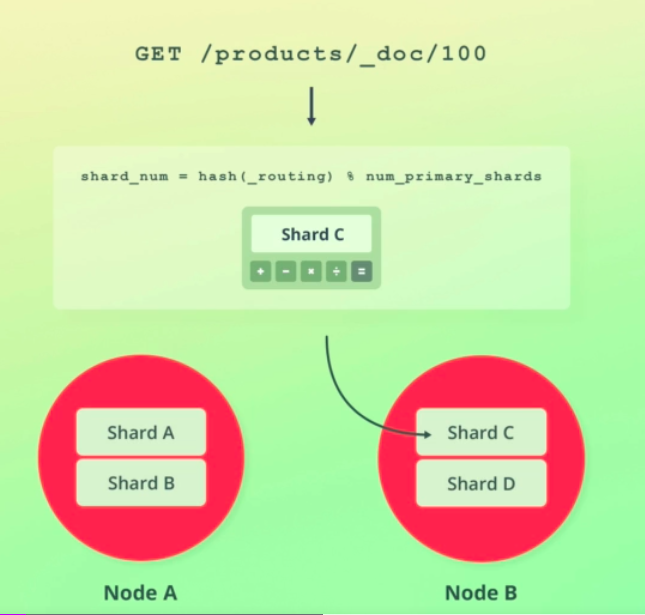 GET /products/_doc/100
shard_num = hash(_routing) % num_primary_shards
Shard C
+ − × ÷ =
Shard A
Shard B
Shard C
Shard D
Node A
Node B